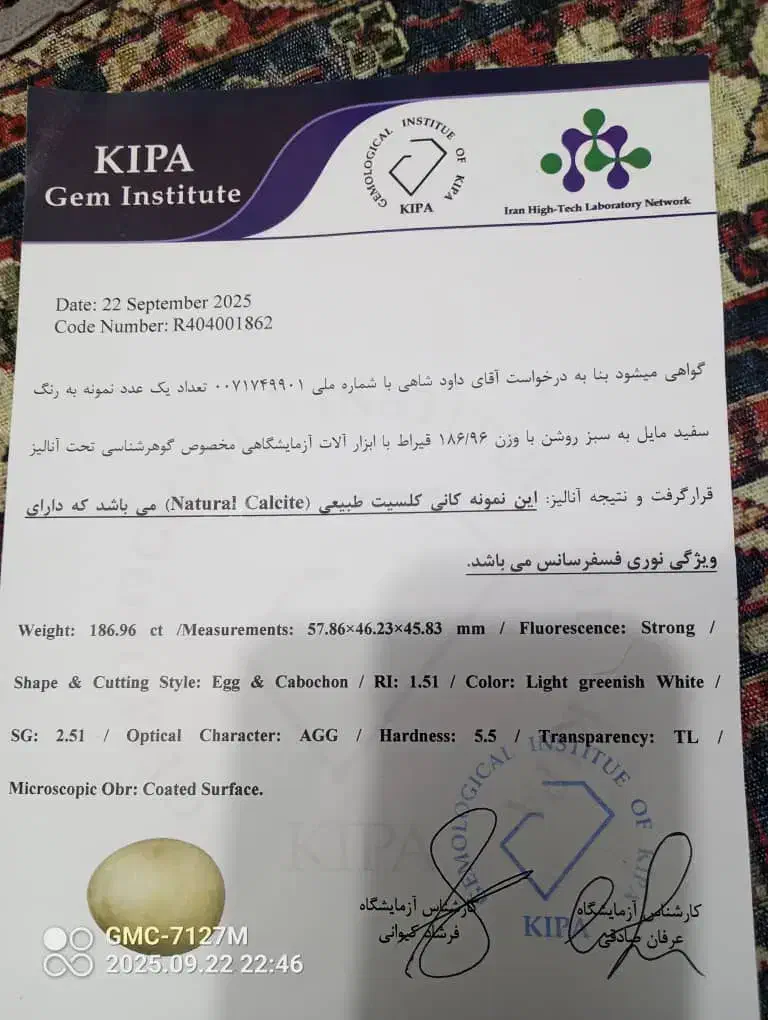 KIPA
Gem Institute
GEMOLOGICAL INSTITUE OF KIPA
KIPA
Iran High-Tech Laboratory Network
Date: 22 September 2025
Code Number: R404001862
گواهی میشود بنا به درخواست آقای داود شاهی با شماره ملی ۰۰۷۱۷۴۹۹۰۱ تعداد یک عدد نمونه به رنگ
سفید مایل به سبز روشن با وزن ۱۸۶/۹۶ قیراط با ابزار آلات آزمایشگاهی مخصوص گوهرشناسی تحت آنالیز
قرارگرفت و نتیجه آنالیز: این نمونه کانی کلسیت طبیعی (Natural Calcite) می باشد که دارای
ویژگی نوری فسفرسانس می باشد.
Weight: 186.96 ct /Measurements: 57.86×46.23×45.83 mm / Fluorescence: Strong /
Shape & Cutting Style: Egg & Cabochon / RI: 1.51 / Color: Light greenish White /
SG: 2.51 / Optical Character: AGG / Hardness: 5.5 / Transparency: TL /
Microscopic Obr: Coated Surface.
GEMOLOGICAL INSTITUE OF KIPA
KIPA
KIPA
کارشناس آزمایشگاه
عرفان صادقی
کارشناس آزمایشگاه
فرشاد کیوانی
GMC-7127M
2025.09.22 22:46